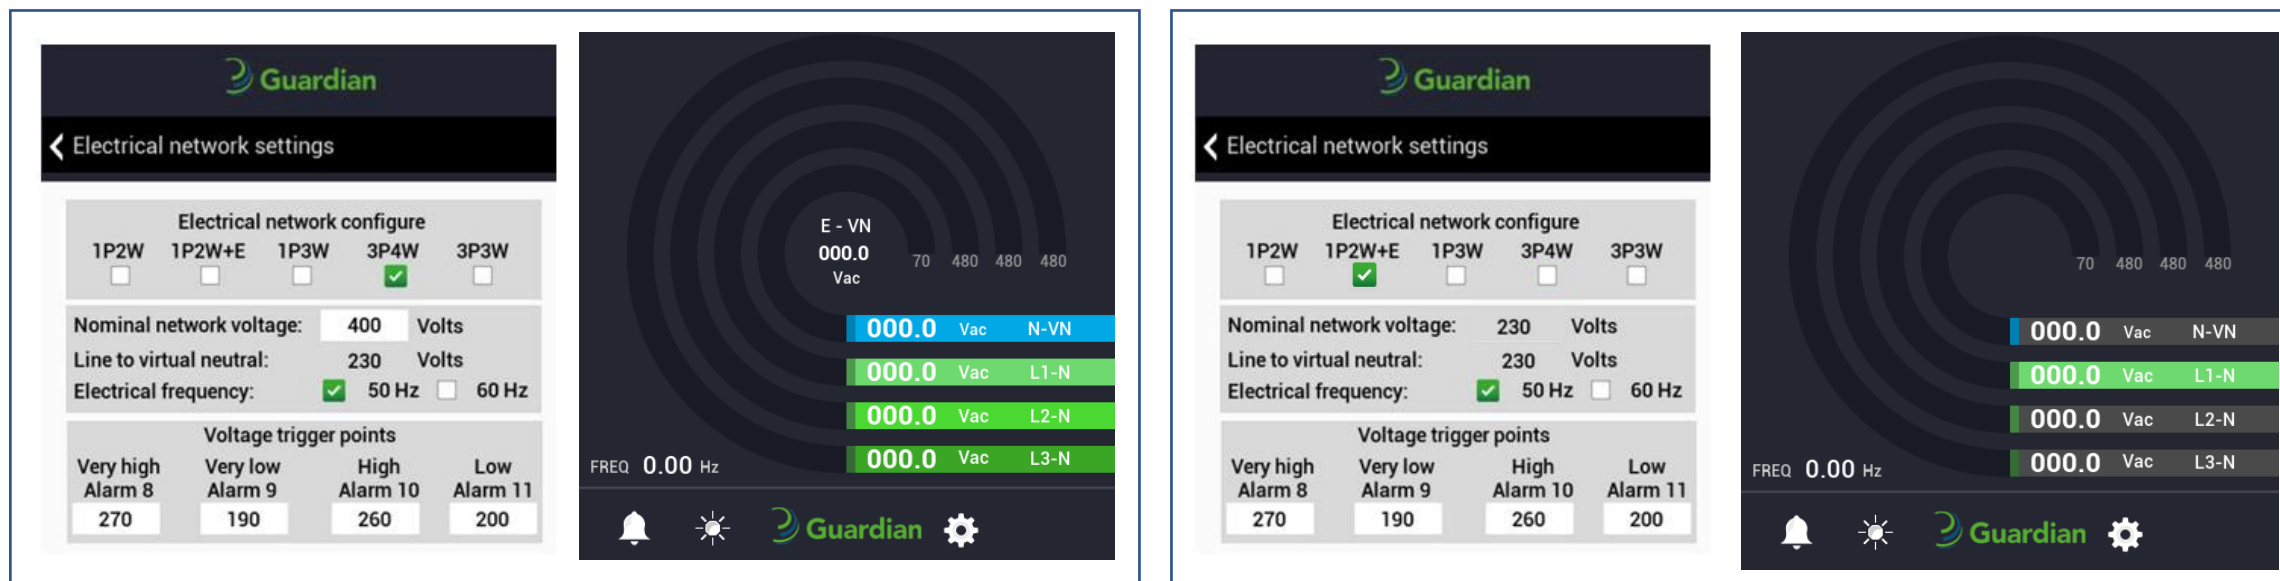 Guardian
Electrical network settings
Electrical network configure
1P2W 1P2W+E 1P3W 3P4W 3P3W
Nominal network voltage: 400 Volts
Line to virtual neutral: 230 Volts
Electrical frequency: 50 Hz 60 Hz
Voltage trigger points
Very high Very low High Low
Alarm 8 Alarm 9 Alarm 10 Alarm 11
270 190 260 200
E - VN
000.0
Vac
70 480 480 480
000.0 Vac N-VN
000.0 Vac L1-N
000.0 Vac L2-N
000.0 Vac L3-N
FREQ 0.00 Hz
Guardian
Guardian
Electrical network settings
Electrical network configure
1P2W 1P2W+E 1P3W 3P4W 3P3W
Nominal network voltage: 230 Volts
Line to virtual neutral: 230 Volts
Electrical frequency: 50 Hz 60 Hz
Voltage trigger points
Very high Very low High Low
Alarm 8 Alarm 9 Alarm 10 Alarm 11
270 190 260 200
70 480 480 480
000.0 Vac N-VN
000.0 Vac L1-N
000.0 Vac L2-N
000.0 Vac L3-N
FREQ 0.00 Hz
Guardian